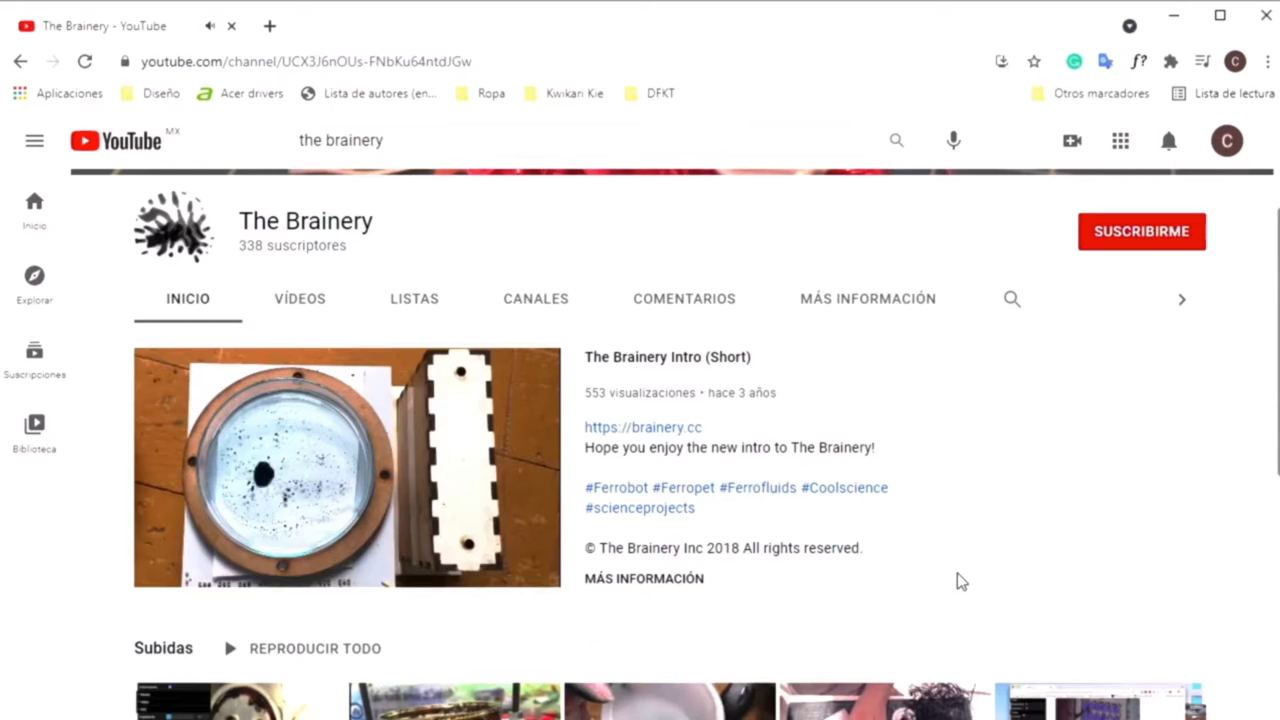 The Brainery - YouTube
youtube.com/channel/UCX3J6nOUs-FNbKu64ntdJGw
Aplicaciones Diseño Acer drivers Lista de autores (en... Ropa Kwikari Kie DFKT Otros marcadores Lista de lectura
YouTube MX the brainery C
Inicio
Explorar
Suscripciones
Biblioteca
The Brainery
338 suscriptores
SUSCRIBIRME
INICIO VÍDEOS LISTAS CANALES COMENTARIOS MÁS INFORMACIÓN
The Brainery Intro (Short)
553 visualizaciones • hace 3 años
https://brainery.cc
Hope you enjoy the new intro to The Brainery!
#Ferrobot #Ferropet #Ferrofluids #Coolscience
#scienceprojects
© The Brainery Inc 2018 All rights reserved.
MÁS INFORMACIÓN
Subidas REPRODUCIR TODO